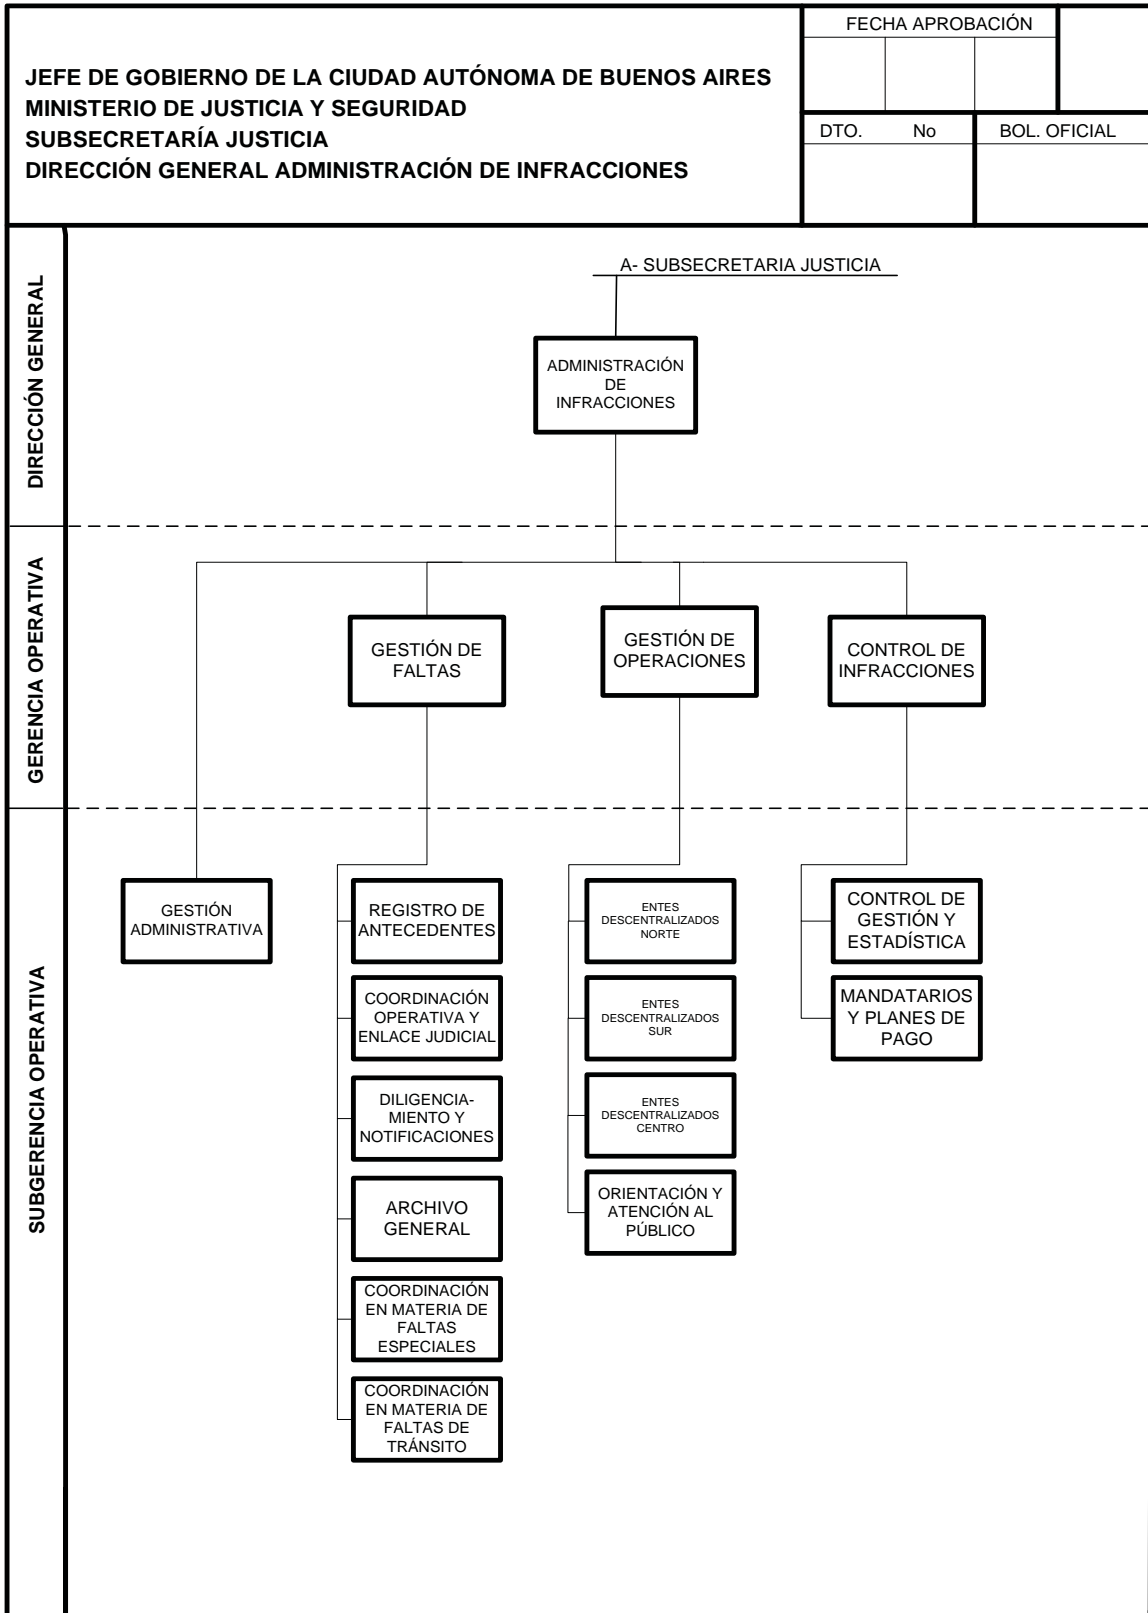 JEFE DE GOBIERNO DE LA CIUDAD AUTÓNOMA DE BUENOS AIRES
MINISTERIO DE JUSTICIA Y SEGURIDAD
SUBSECRETARÍA JUSTICIA
DIRECCIÓN GENERAL ADMINISTRACIÓN DE INFRACCIONES
FECHA APROBACIÓN
DTO. No
BOL. OFICIAL
DIRECCIÓN GENERAL
A- SUBSECRETARIA JUSTICIA
ADMINISTRACIÓN
DE
INFRACCIONES
GERENCIA OPERATIVA
GESTIÓN DE
FALTAS
GESTIÓN DE
OPERACIONES
CONTROL DE
INFRACCIONES
SUBGERENCIA OPERATIVA
GESTIÓN
ADMINISTRATIVA
REGISTRO DE
ANTECEDENTES
COORDINACIÓN
OPERATIVA Y
ENLACE JUDICIAL
DILIGENCIA-
MIENTO Y
NOTIFICACIONES
ARCHIVO
GENERAL
COORDINACIÓN
EN MATERIA DE
FALTAS
ESPECIALES
COORDINACIÓN
EN MATERIA DE
FALTAS DE
TRÁNSITO
ENTES
DESCENTRALIZADOS
NORTE
ENTES
DESCENTRALIZADOS
SUR
ENTES
DESCENTRALIZADOS
CENTRO
ORIENTACIÓN Y
ATENCIÓN AL
PÚBLICO
CONTROL DE
GESTIÓN Y
ESTADÍSTICA
MANDATARIOS
Y PLANES DE
PAGO